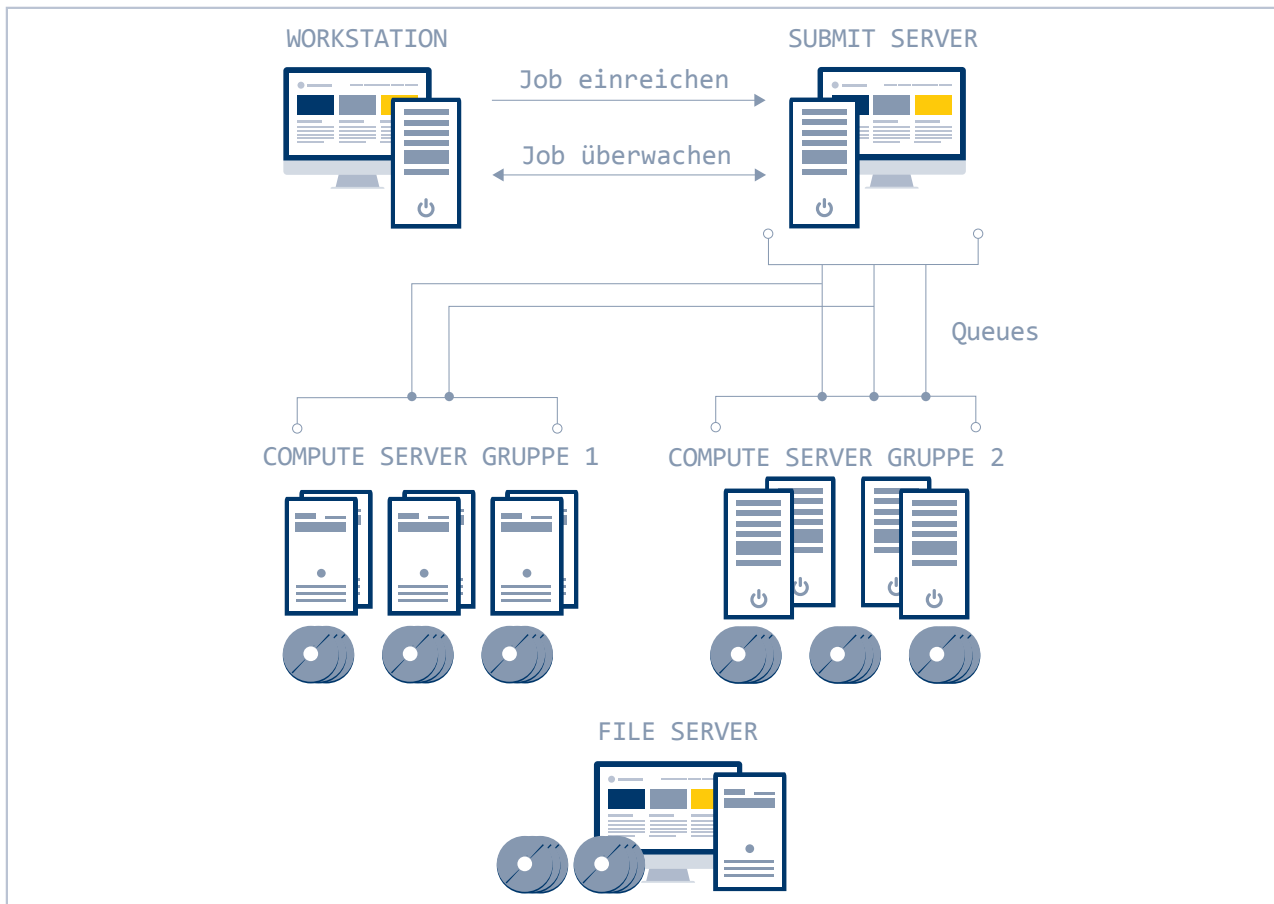 WORKSTATION
SUBMIT SERVER
Job einreichen
Job überwachen
Queues
COMPUTE SERVER GRUPPE 1
COMPUTE SERVER GRUPPE 2
FILE SERVER